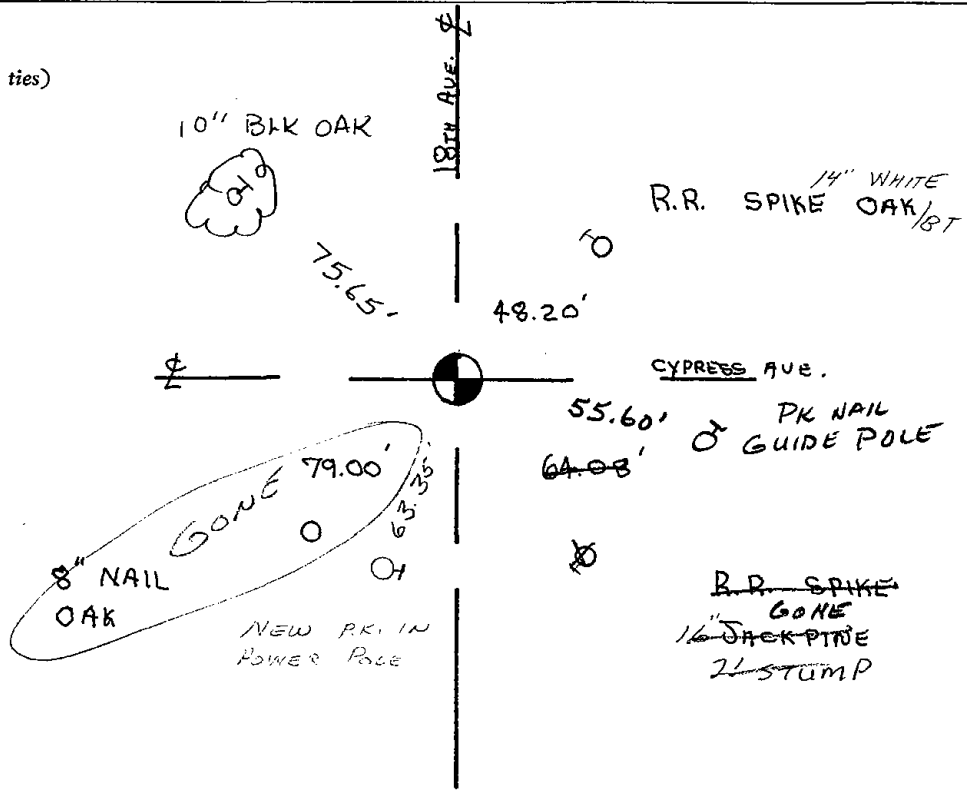 ties)
18TH AVE. ℄
10" BLK OAK
14" WHITE
R.R. SPIKE OAK/BT
75.65'
48.20'
℄
CYPRESS AVE.
55.60'
PK NAIL
GUIDE POLE
64.08'
79.00'
GONE
63.35'
8" NAIL
OAK
NEW P.K. IN
POWER POLE
R.R. SPIKE
GONE
16" JACK PINE
2' STUMP